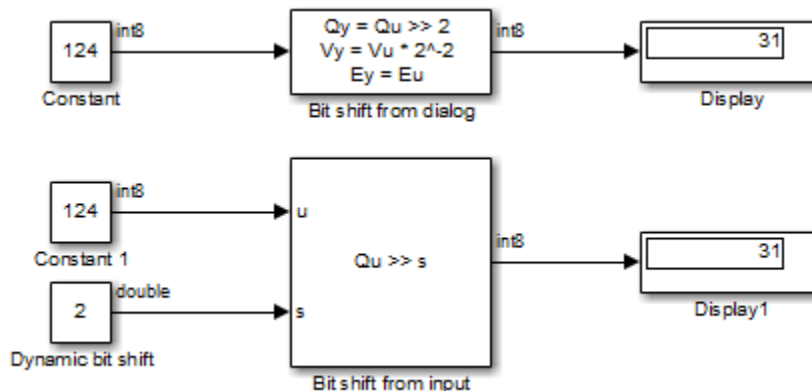 int8
124
Constant
Qy = Qu >> 2
Vy = Vu * 2^-2
Ey = Eu
Bit shift from dialog
int8
31
Display
int8
124
Constant 1
double
2
Dynamic bit shift
u
s
Qu >> s
Bit shift from input
int8
31
Display1